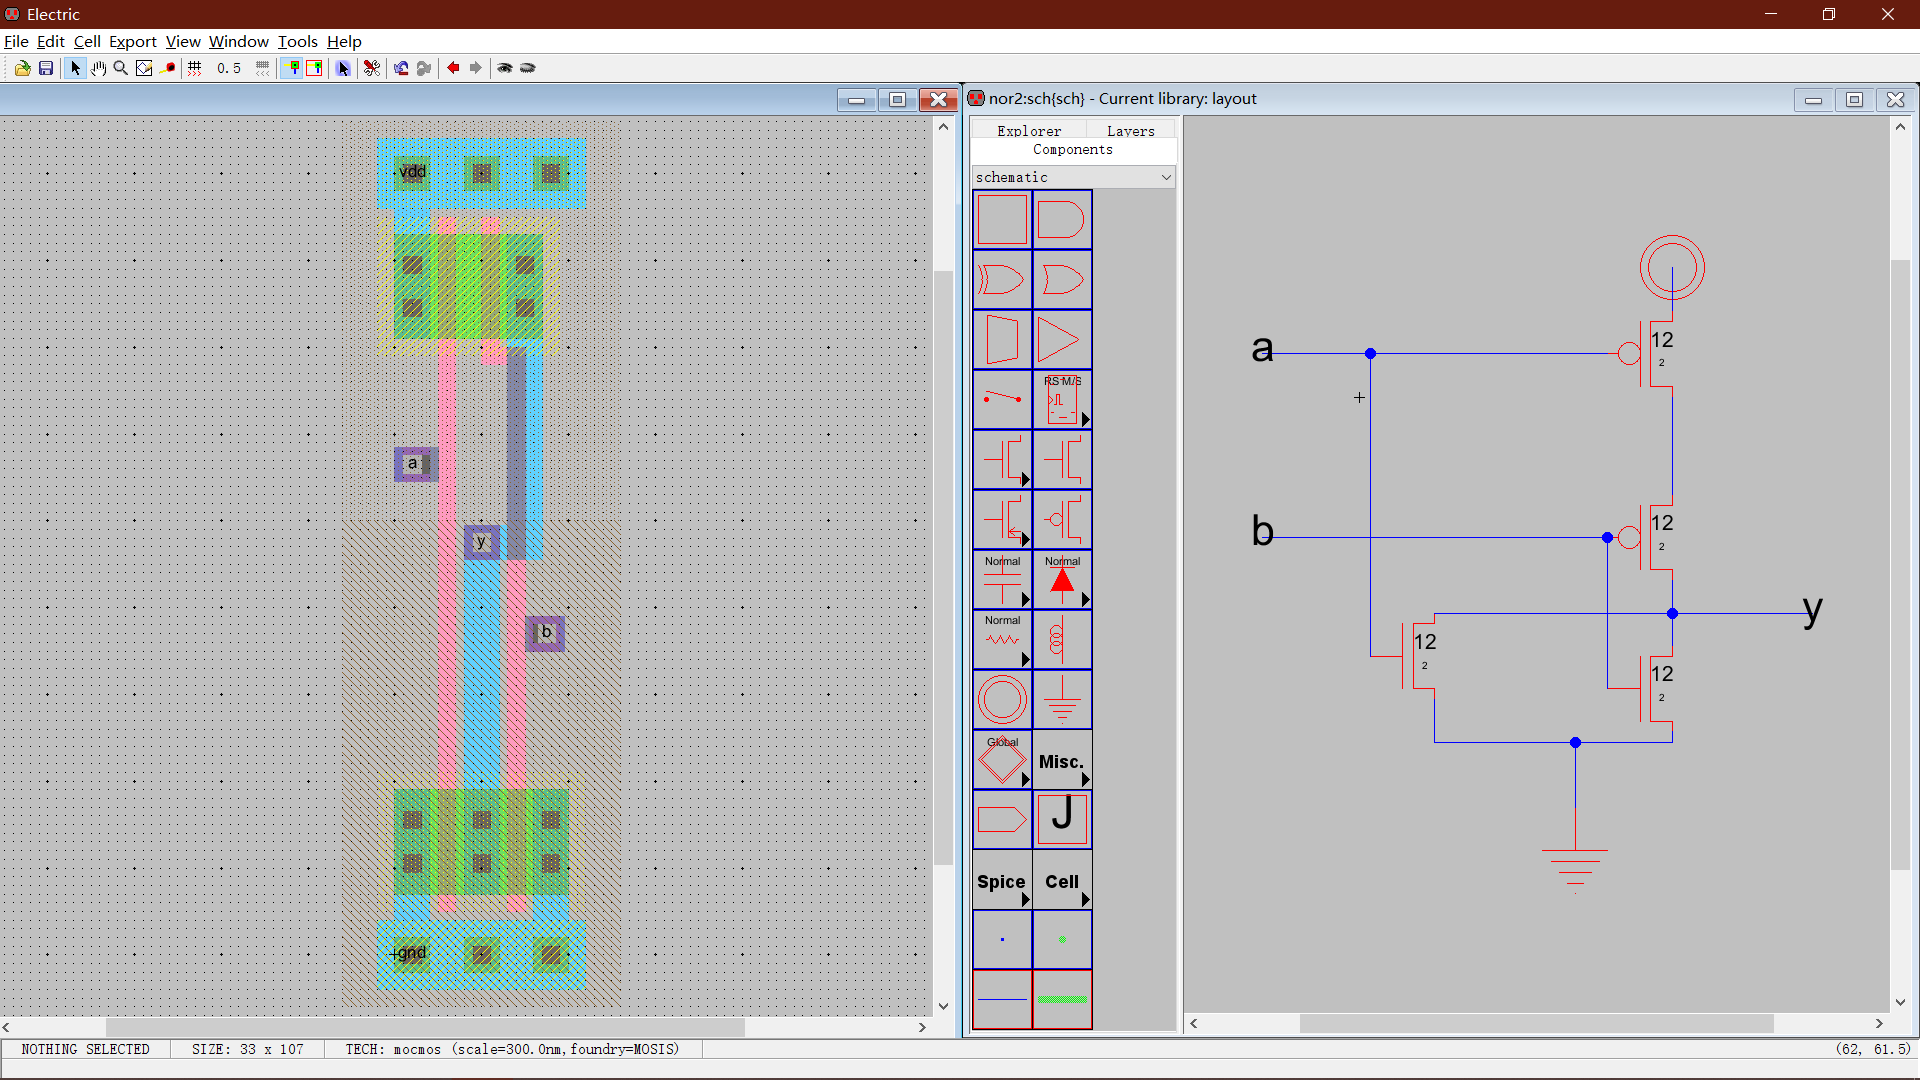 Electric
File Edit Cell Export View Window Tools Help
0.5
nor2:sch{sch} - Current library: layout
vdd
a
y
b
gnd
Explorer Layers
Components
schematic
RS M/S
Normal Normal
Normal
Global
Misc.
J
Spice Cell
a
12
2
b
12
2
y
12
2
12
2
NOTHING SELECTED SIZE: 33 x 107 TECH: mocmos (scale=300.0nm,foundry=MOSIS) (62, 61.5)